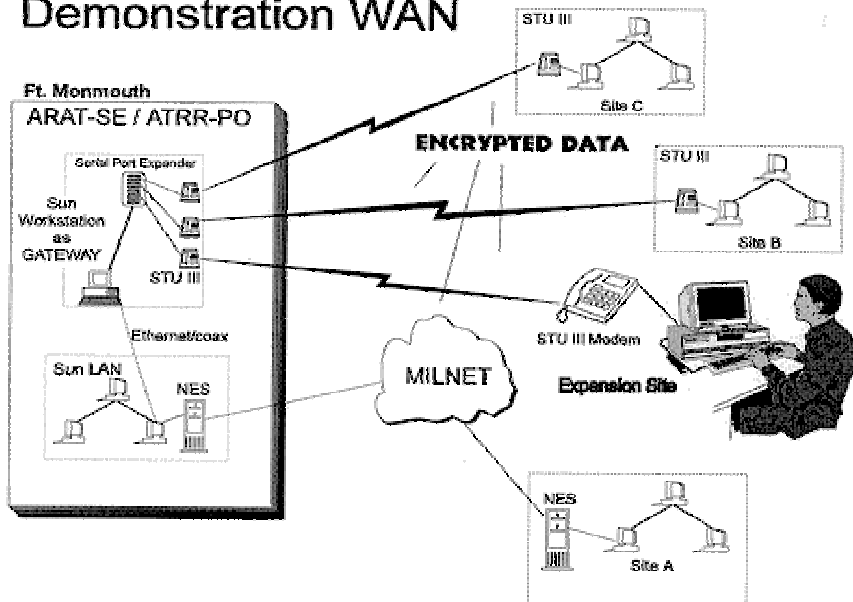 Demonstration WAN
STU III
Site C
Ft. Monmouth
ARAT-SE / ATRR-PO
ENCRYPTED DATA
Serial Port Expander
STU III
Sun
Workstation
as
GATEWAY
Site B
STU III
STU III Modem
Ethernet/coax
Sun LAN
NES
MILNET
Expansion Site
NES
Site A